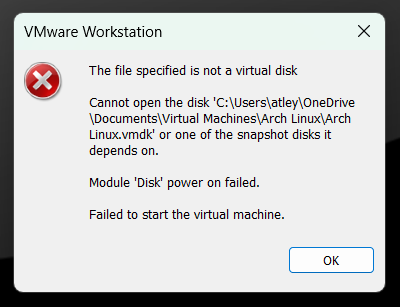 VMware Workstation
The file specified is not a virtual disk
Cannot open the disk 'C:\Users\atley\OneDrive
\Documents\Virtual Machines\Arch Linux\Arch
Linux.vmdk' or one of the snapshot disks it
depends on.
Module 'Disk' power on failed.
Failed to start the virtual machine.
OK